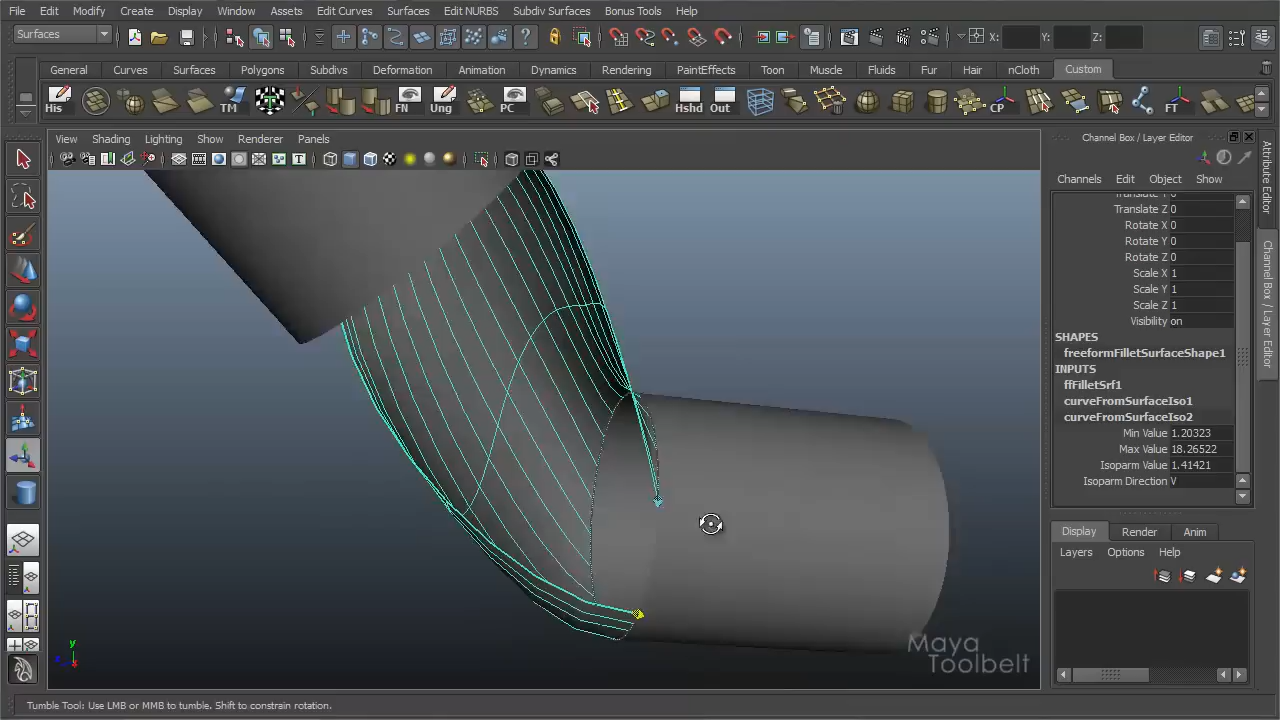 File Edit Modify Create Display Window Assets Edit Curves Surfaces Edit NURBS Subdiv Surfaces Bonus Tools Help
Surfaces X: Y: Z:
General Curves Surfaces Polygons Subdivs Deformation Animation Dynamics Rendering PaintEffects Toon Muscle Fluids Fur Hair nCloth Custom
His TM FN Ung PC Hshd Out CP FT
View Shading Lighting Show Renderer Panels
Channel Box / Layer Editor
Channels Edit Object Show
Translate Y 0
Translate Z 0
Rotate X 0
Rotate Y 0
Rotate Z 0
Scale X 1
Scale Y 1
Scale Z 1
Visibility on
SHAPES
freeformFilletSurfaceShape1
INPUTS
ffFilletSrf1
curveFromSurfaceIso1
curveFromSurfaceIso2
Min Value 1.20323
Max Value 18.26522
Isoparm Value 1.41421
Isoparm Direction V
Attribute Editor
Channel Box / Layer Editor
Display Render Anim
Layers Options Help
y
z
x
Maya
Toolbelt
Tumble Tool: Use LMB or MMB to tumble. Shift to constrain rotation.